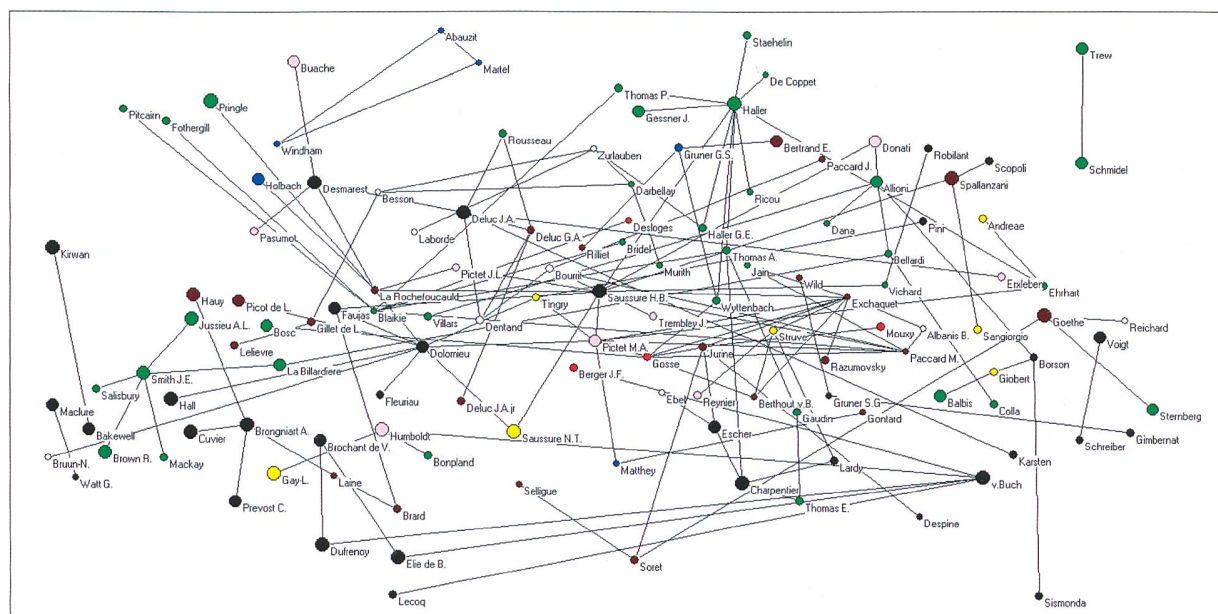 Abauzit
Staehelin
Trew
Buache
Martel
De Coppet
Pringle
Thomas P.
Haller
Pitcairn
Fothergill
Gessner J.
Rousseau
Windham
Zurlauben
Gruner G.S.
Bertrand E.
Donati
Robilant
Scopoli
Paccard J.
Schmidel
Holbach
Desmarest
Besson
Darbellay
Ricou
Allioni
Spallanzani
Deluc J.A.
Desloges
Dana
Pini
Andreae
Laborde
Deluc G.A.
Haller G.E.
Pasumot
Rilliet
Bridel
Thomas A.
Bellardi
Kirwan
Pictet J.L.
Bourrit
Murith
Jain
Wild
Erxleben
La Rochefoucauld
Saussure H.B.
Vichard
Ehrhart
Hauy
Picot de L.
Faujas
Blaikie
Tingry
Wyttenbach
Exchaquet
Jussieu A.L.
Bosc
Gillet de L.
Villars
Dentand
Trembley J.
Struve
Mouxy
Albanis B.
Sangiorgio
Goethe
Reichard
Lelievre
Dolomieu
Pictet M.A.
Gosse
Jurine
Paccard M.
Voigt
La Billardiere
Smith J.E.
Berger J.F.
Razumovsky
Borson
Giobert
Salisbury
Hall
Fleuriau
Deluc J.A.jr
Ebel
Reynier
Berthout v.B.
Gruner S.G
Balbis
Colla
Sternberg
Maclure
Gaudin
Gontard
Bakewell
Cuvier
Brongniart A.
Humboldt
Saussure N.T.
Escher
Gimbernat
Brochant de V.
Schreiber
Bruun-N.
Brown R.
Mackay
Bonpland
Matthey
Lardy
Karsten
Watt G.
Gay-L.
Laine
Selligue
Charpentier
v.Buch
Prevost C.
Brard
Thomas E.
Despine
Dufrenoy
Elie de B.
Soret
Lecoq
Sismonda